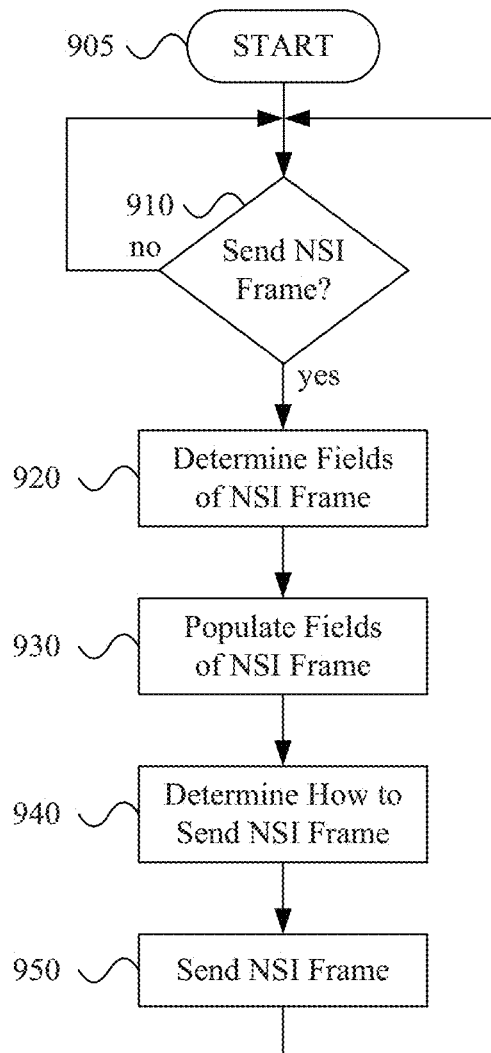 905
START
910
no
Send NSI
Frame?
yes
920
Determine Fields
of NSI Frame
930
Populate Fields
of NSI Frame
940
Determine How to
Send NSI Frame
950
Send NSI Frame